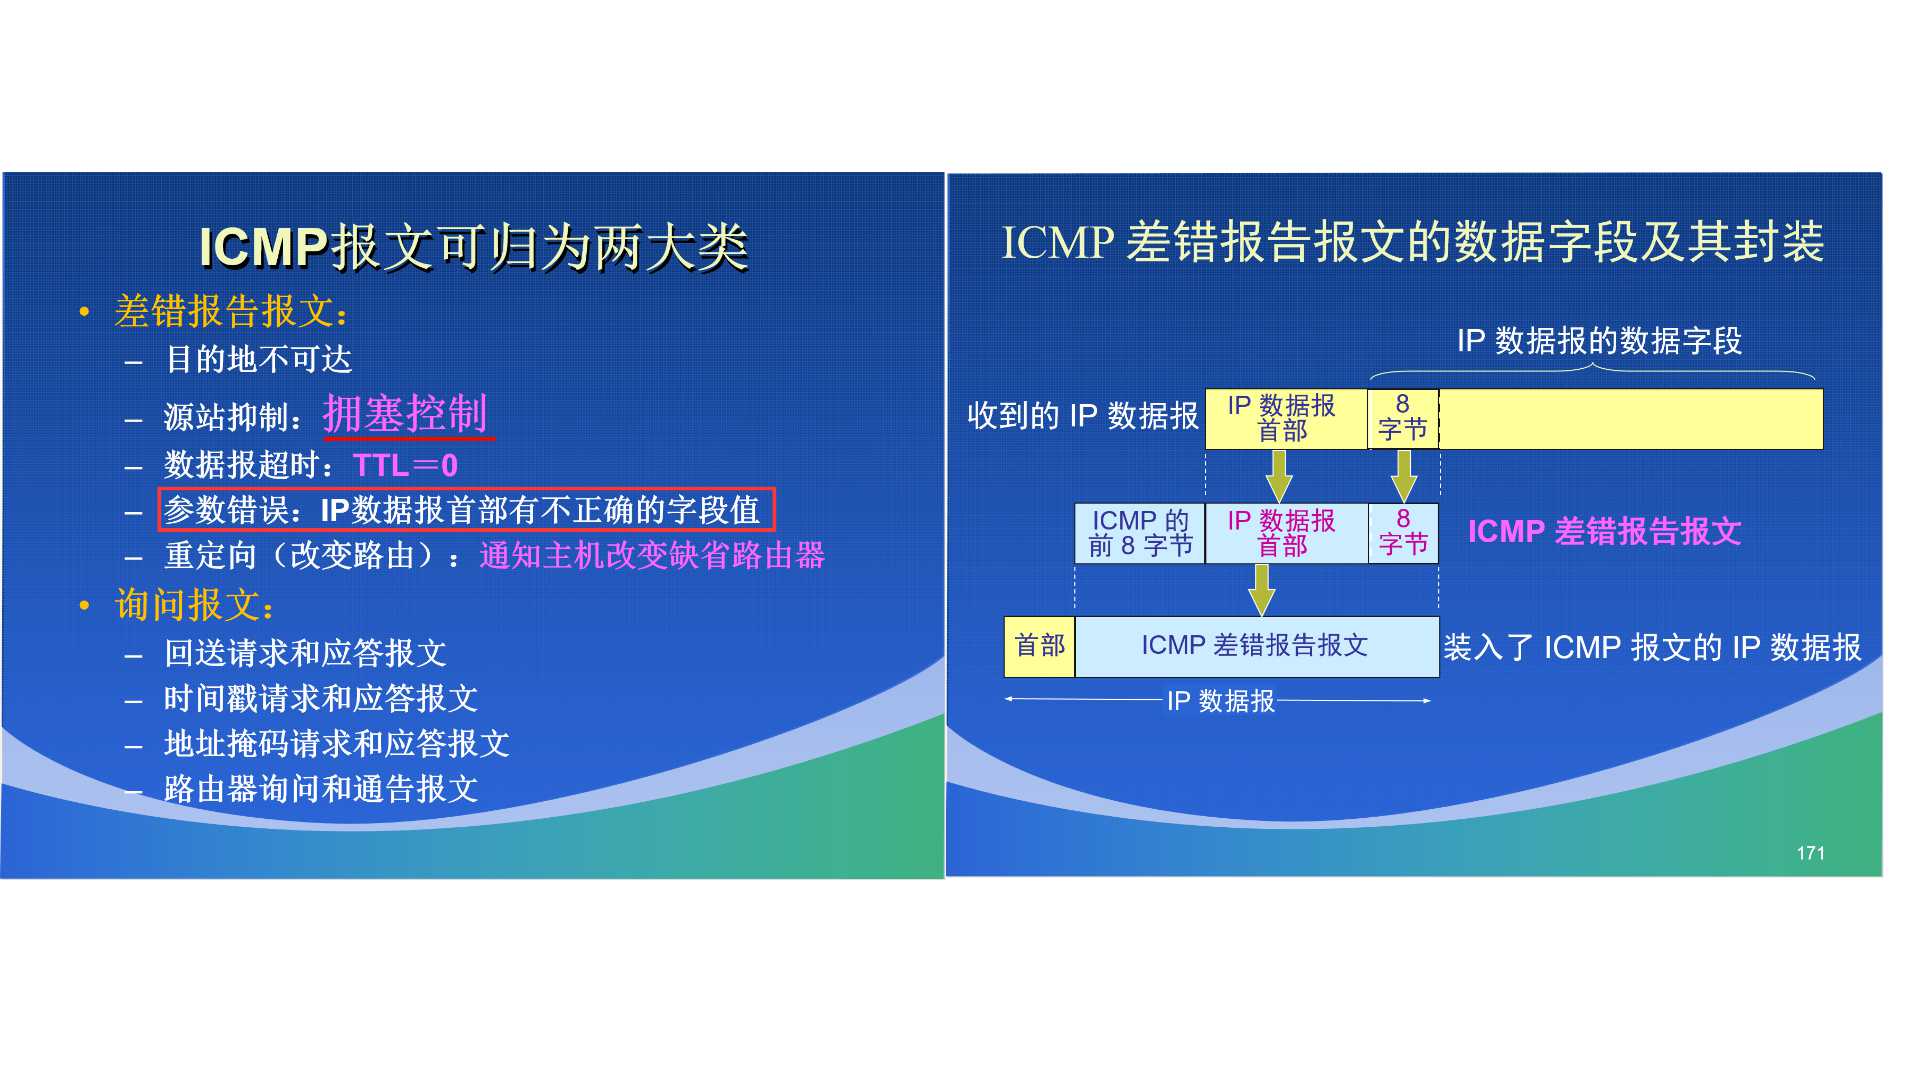 ICMP报文可归为两大类
• 差错报告报文：
– 目的地不可达
– 源站抑制：拥塞控制
– 数据报超时：TTL＝0
– 参数错误：IP数据报首部有不正确的字段值
– 重定向（改变路由）：通知主机改变缺省路由器
• 询问报文：
– 回送请求和应答报文
– 时间戳请求和应答报文
– 地址掩码请求和应答报文
– 路由器询问和通告报文
ICMP 差错报告报文的数据字段及其封装
IP 数据报的数据字段
收到的 IP 数据报
IP 数据报
首部
8
字节
ICMP 的
前 8 字节
IP 数据报
首部
8
字节
ICMP 差错报告报文
首部
ICMP 差错报告报文
装入了 ICMP 报文的 IP 数据报
IP 数据报
171